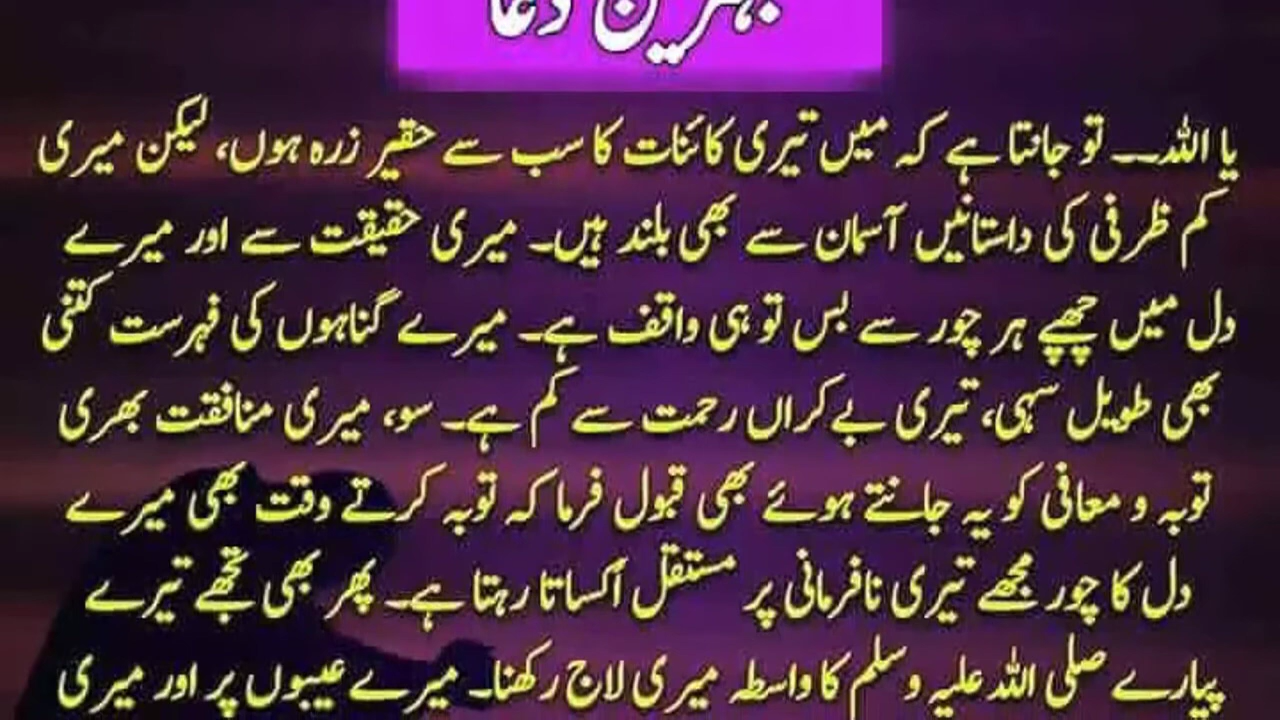 بہترین دعا
یا اللہ۔۔۔ تو جانتا ہے کہ میں تیری کائنات کا سب سے حقیر زرہ ہوں، لیکن میری
کم ظرفی کی داستانیں آسمان سے بھی بلند ہیں۔ میری حقیقت سے اور میرے
دل میں چھپے ہر چور سے بس تو ہی واقف ہے۔ میرے گناہوں کی فہرست کتنی
بھی طویل سہی، تیری بے کراں رحمت سے کم ہے۔ سو، میری منافقت بھری
توبہ و معافی کو یہ جانتے ہوئے بھی قبول فرما کہ توبہ کرتے وقت بھی میرے
دل کا چور مجھے تیری نافرمانی پر مستقل اُکساتا رہتا ہے۔ پھر بھی تجھے تیرے
پیارے صلی اللہ علیہ وسلم کا واسطہ میری لاج رکھنا۔ میرے عیبوں پر اور میری